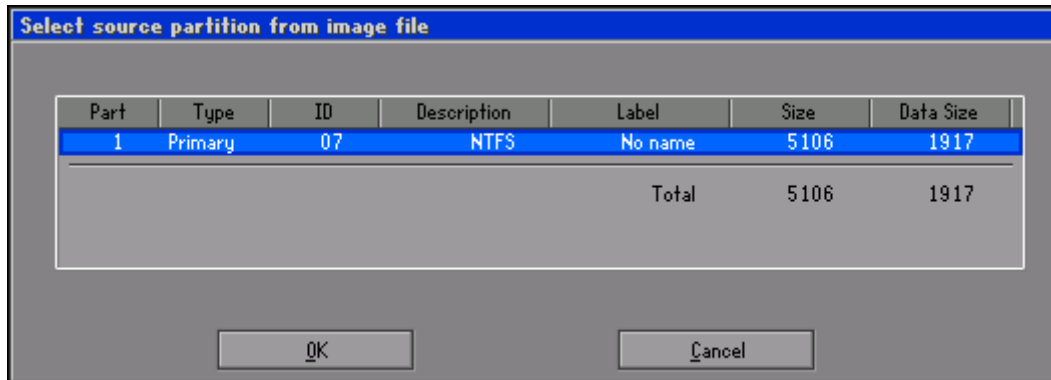 Select source partition from image file
Part Type ID Description Label Size Data Size
1 Primary 07 NTFS No name 5106 1917
Total 5106 1917
OK Cancel